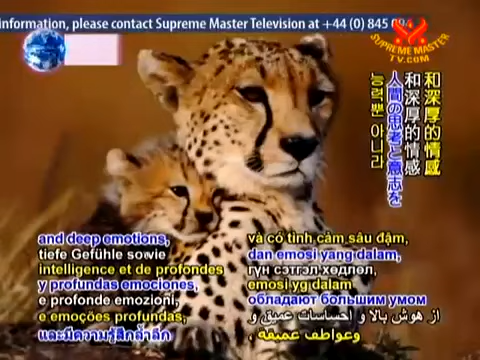 information, please contact Supreme Master Television at +44 (0) 845 094
SUPREME MASTER
TV.COM
和深厚的情感
和深厚的情感
人間の思考と意志を
능력뿐 아니라
and deep emotions,
tiefe Gefühle sowie
intelligence et de profondes
y profundas emociones,
e profonde emozioni,
e emoções profundas,
และมีความรู้สึกล้ำลึก
và có tình cảm sâu đậm,
dan emosi yang dalam,
гүн сэтгэл хөдлөл,
emosi yg dalam
обладают большим умом
از هوش بالا و احساسات عمیق و
وعواطف عميقة،